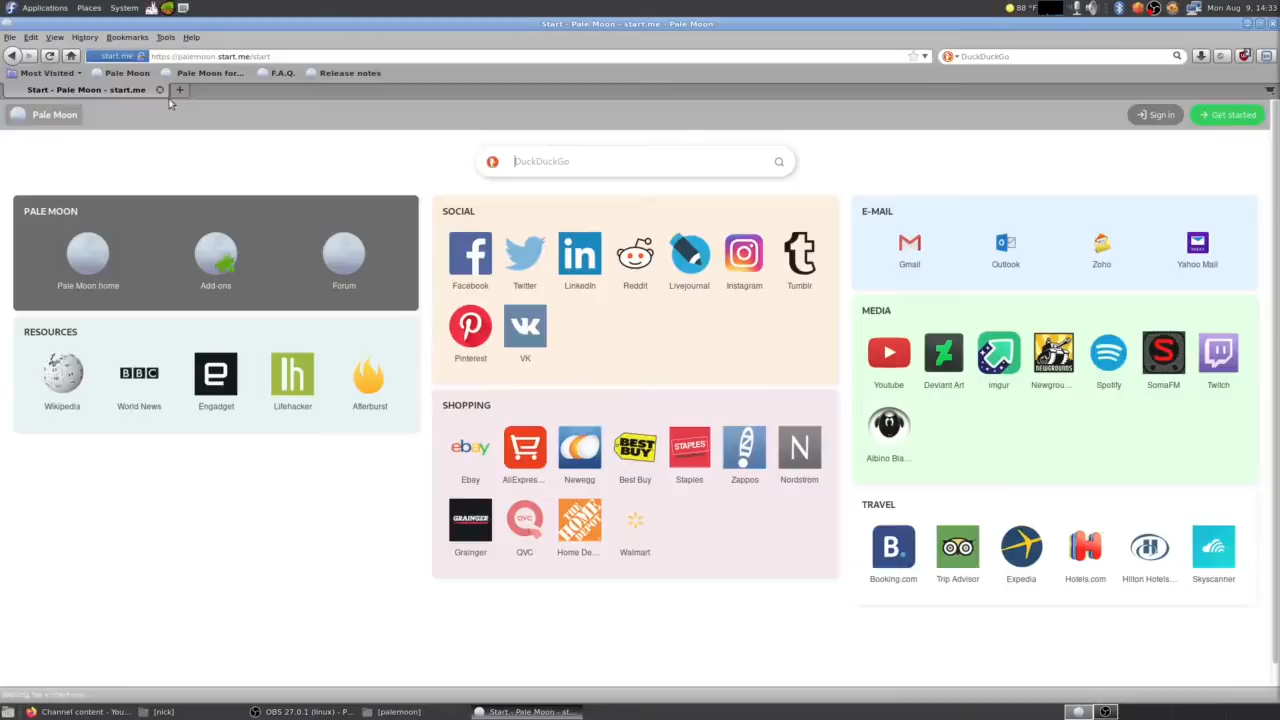 Applications Places System 88 °F Mon Aug 9, 14:33
Start - Pale Moon - start.me - Pale Moon
File Edit View History Bookmarks Tools Help
start.me https://palemoon.start.me/start DuckDuckGo
Most Visited Pale Moon Pale Moon for... F.A.Q. Release notes
Start - Pale Moon - start.me
Pale Moon Sign in Get started
DuckDuckGo
PALE MOON
Pale Moon home Add-ons Forum
RESOURCES
BBC
Wikipedia World News Engadget Lifehacker Afterburst
SOCIAL
Facebook Twitter LinkedIn Reddit Livejournal Instagram Tumblr
Pinterest VK
SHOPPING
ebay BEST BUY STAPLES N
Ebay AliExpres... Newegg Best Buy Staples Zappos Nordstrom
GRAINGER QVC THE HOME DEPOT
Grainger QVC Home De... Walmart
E-MAIL
Gmail Outlook Zoho Yahoo Mail
MEDIA
NEWGROUNDS
Youtube Deviant Art imgur Newgrou... Spotify SomaFM Twitch
Albino Bla...
TRAVEL
B.
Booking.com Trip Advisor Expedia Hotels.com Hilton Hotels... Skyscanner
Channel content - You... [nick] OBS 27.0.1 (linux) - P... [palemoon] Start - Pale Moon - st...